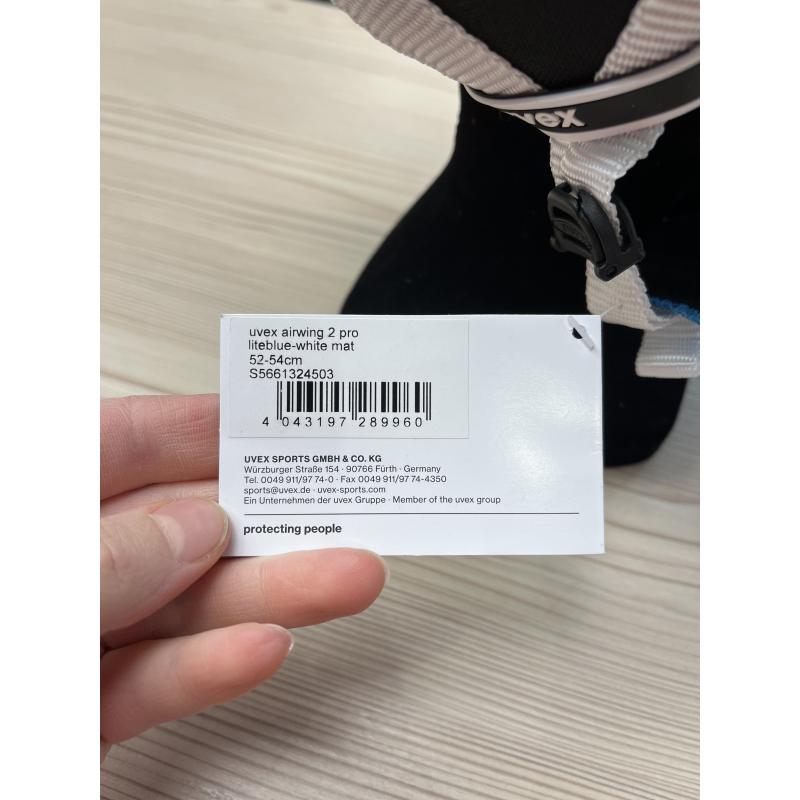 uvex
uvex airwing 2 pro
liteblue-white mat
52-54cm
S5661324503
4 043197 289960
UVEX SPORTS GMBH & CO. KG
Würzburger Straße 154 · 90766 Fürth · Germany
Tel. 0049 911/97 74-0 · Fax 0049 911/97 74-4350
sports@uvex.de · uvex-sports.com
Ein Unternehmen der uvex Gruppe · Member of the uvex group
protecting people